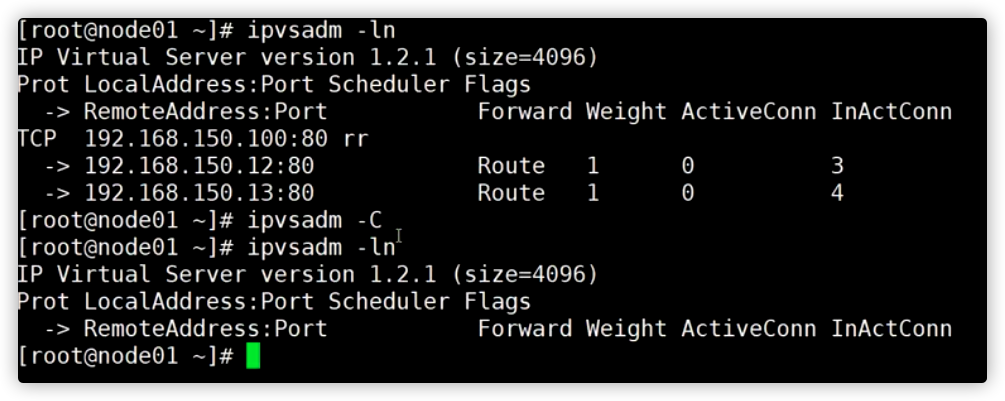 [root@node01 ~]# ipvsadm -ln
IP Virtual Server version 1.2.1 (size=4096)
Prot LocalAddress:Port Scheduler Flags
  -> RemoteAddress:Port           Forward Weight ActiveConn InActConn
TCP  192.168.150.100:80 rr
  -> 192.168.150.12:80            Route   1      0          3
  -> 192.168.150.13:80            Route   1      0          4
[root@node01 ~]# ipvsadm -C
[root@node01 ~]# ipvsadm -ln
IP Virtual Server version 1.2.1 (size=4096)
Prot LocalAddress:Port Scheduler Flags
  -> RemoteAddress:Port           Forward Weight ActiveConn InActConn
[root@node01 ~]#